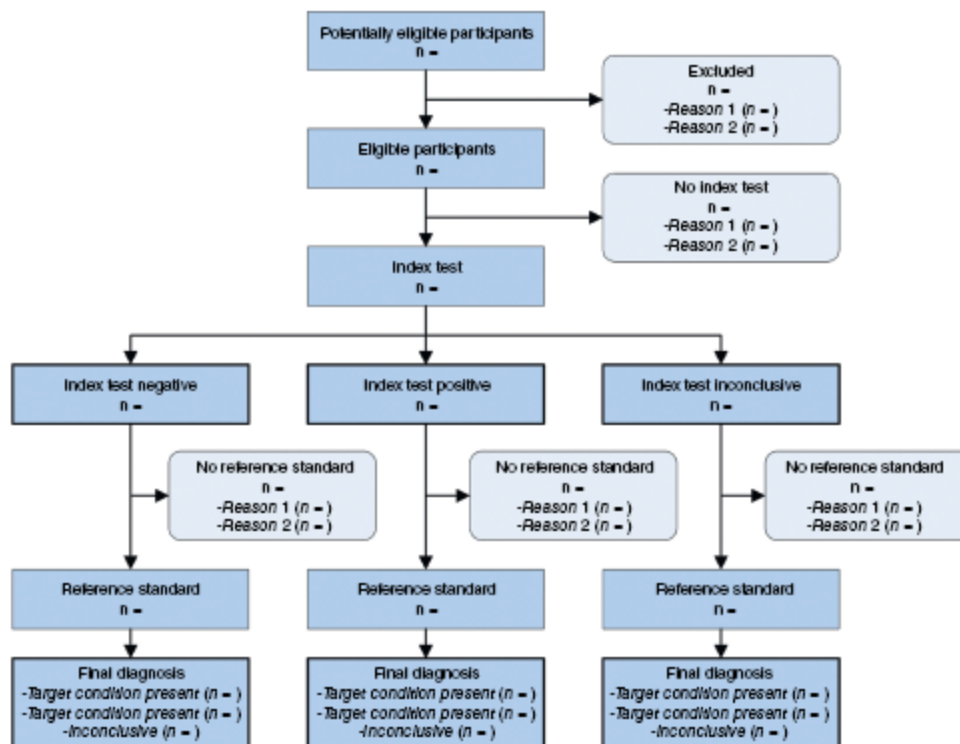 Potentially eligible participants
n =
Excluded
n =
-Reason 1 (n = )
-Reason 2 (n = )
Eligible participants
n =
No index test
n =
-Reason 1 (n = )
-Reason 2 (n = )
Index test
n =
Index test negative
n =
Index test positive
n =
Index test inconclusive
n =
No reference standard
n =
-Reason 1 (n = )
-Reason 2 (n = )
No reference standard
n =
-Reason 1 (n = )
-Reason 2 (n = )
No reference standard
n =
-Reason 1 (n = )
-Reason 2 (n = )
Reference standard
n =
Reference standard
n =
Reference standard
n =
Final diagnosis
-Target condition present (n = )
-Target condition present (n = )
-Inconclusive (n = )
Final diagnosis
-Target condition present (n = )
-Target condition present (n = )
-Inconclusive (n = )
Final diagnosis
-Target condition present (n = )
-Target condition present (n = )
-Inconclusive (n = )